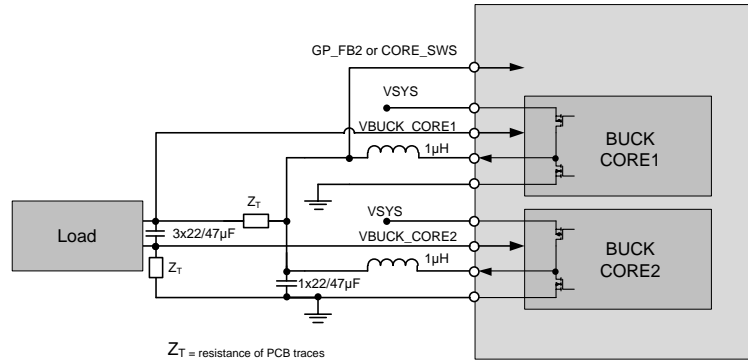 GP_FB2 or CORE_SWS
VSYS
VBUCK_CORE1
1µH
BUCK
CORE1
ZT
Load
3x22/47µF
VSYS
VBUCK_CORE2
1µH
BUCK
CORE2
ZT
1x22/47µF
ZT = resistance of PCB traces